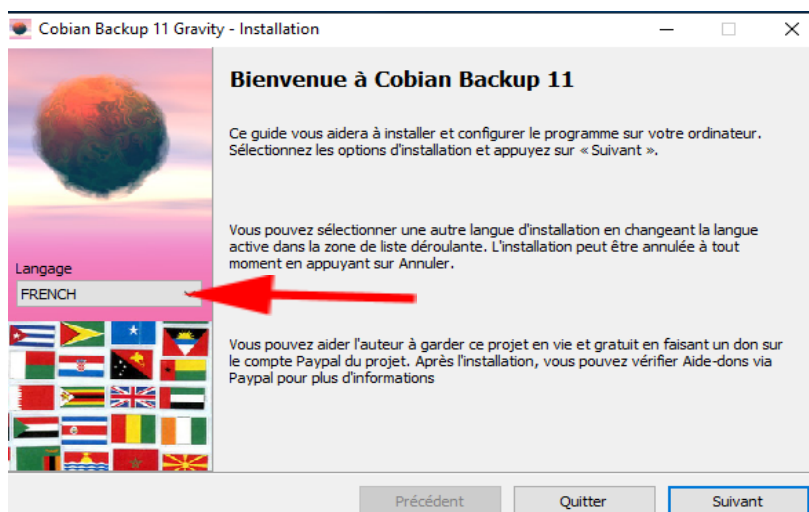 Cobian Backup 11 Gravity - Installation
Bienvenue à Cobian Backup 11
Ce guide vous aidera à installer et configurer le programme sur votre ordinateur.
Sélectionnez les options d'installation et appuyez sur « Suivant ».
Vous pouvez sélectionner une autre langue d'installation en changeant la langue
active dans la zone de liste déroulante. L'installation peut être annulée à tout
moment en appuyant sur Annuler.
Langage
FRENCH
Vous pouvez aider l'auteur à garder ce projet en vie et gratuit en faisant un don sur
le compte Paypal du projet. Après l'installation, vous pouvez vérifier Aide-dons via
Paypal pour plus d'informations
Précédent
Quitter
Suivant